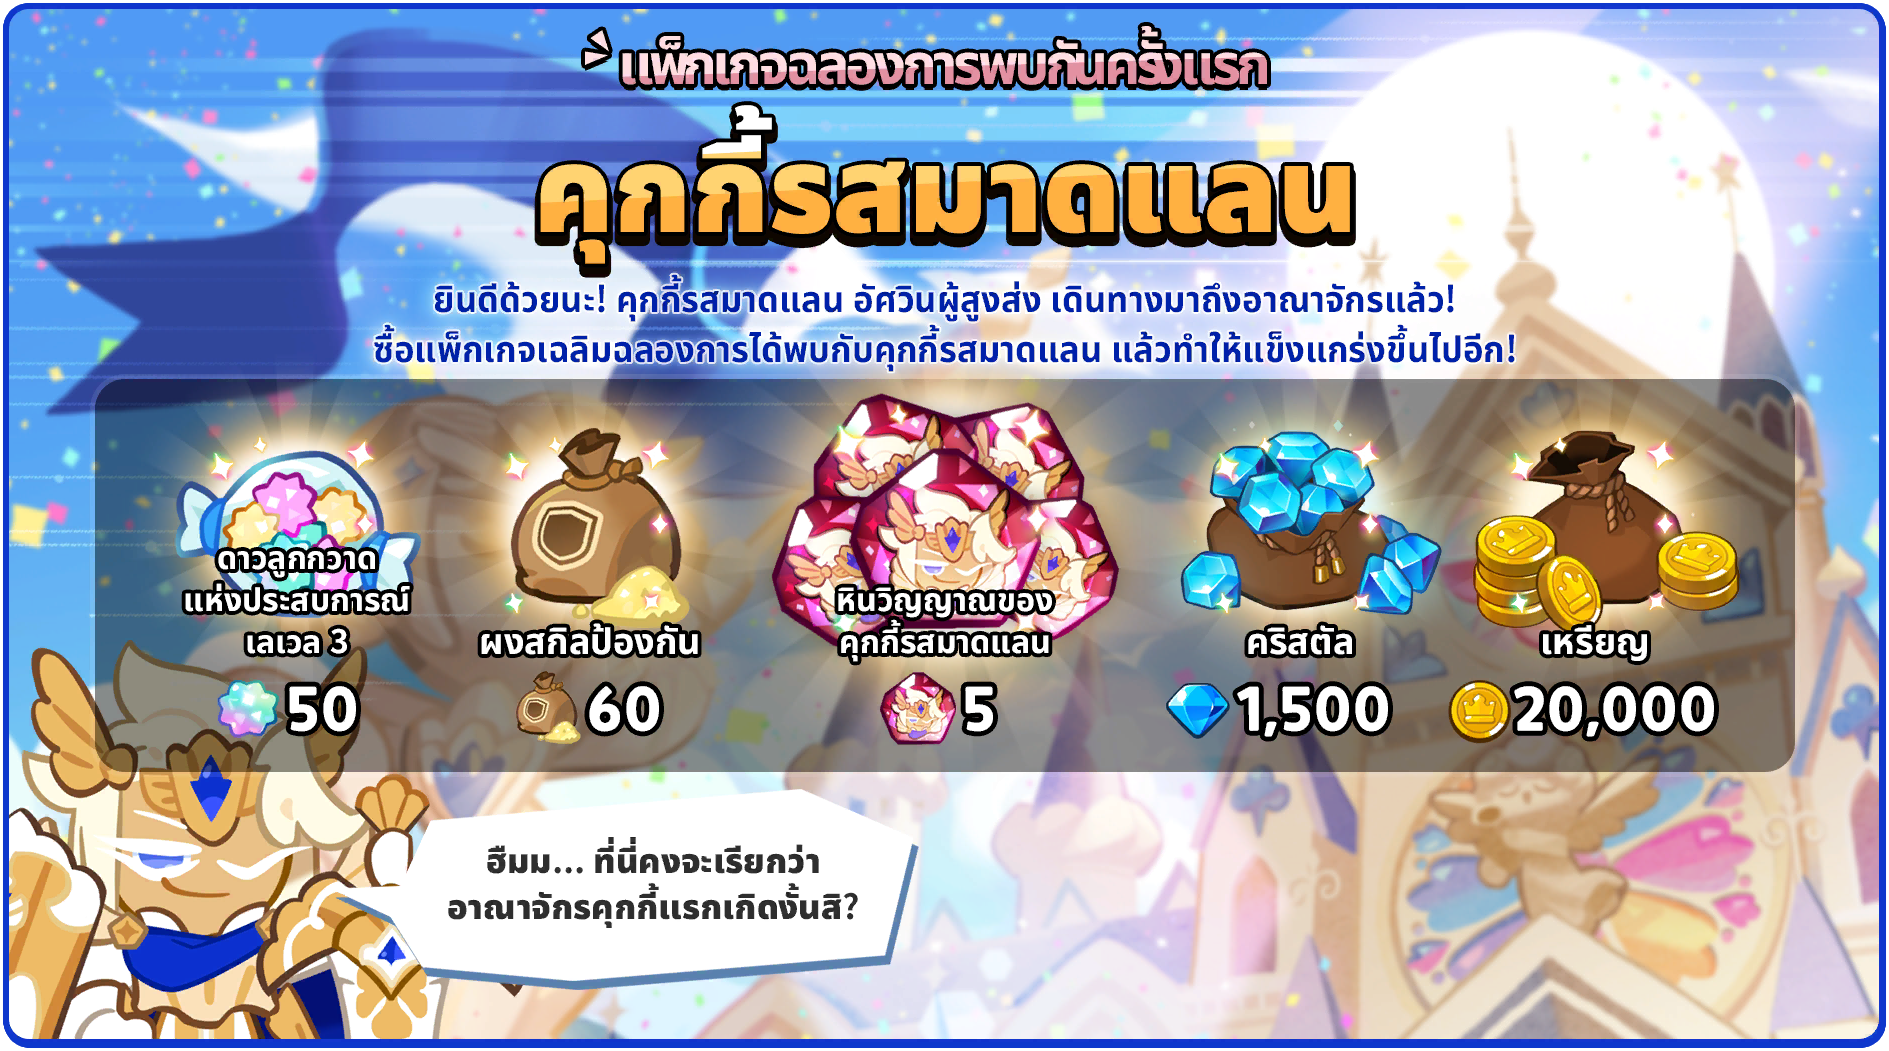 แพ็กเกจฉลองการพบกันครั้งแรก
คุกกี้รสมาดแลน
ยินดีด้วยนะ! คุกกี้รสมาดแลน อัศวินผู้สูงส่ง เดินทางมาถึงอาณาจักรแล้ว!
ซื้อแพ็กเกจเฉลิมฉลองการได้พบกับคุกกี้รสมาดแลน แล้วทำให้แข็งแกร่งขึ้นไปอีก!
ดาวลูกกวาด
แห่งประสบการณ์
เลเวล 3
50
ผงสกิลป้องกัน
60
หินวิญญาณของ
คุกกี้รสมาดแลน
5
คริสตัล
1,500
เหรียญ
20,000
ฮืมม... ที่นี่คงจะเรียกว่า
อาณาจักรคุกกี้แรกเกิดงั้นสิ?